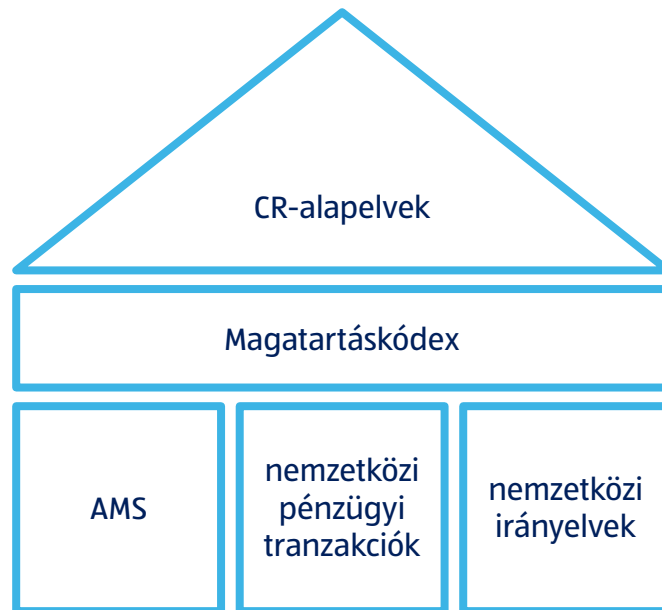 CR-alapelvek
Magatartáskódex
AMS
nemzetközi
pénzügyi
tranzakciók
nemzetközi
irányelvek